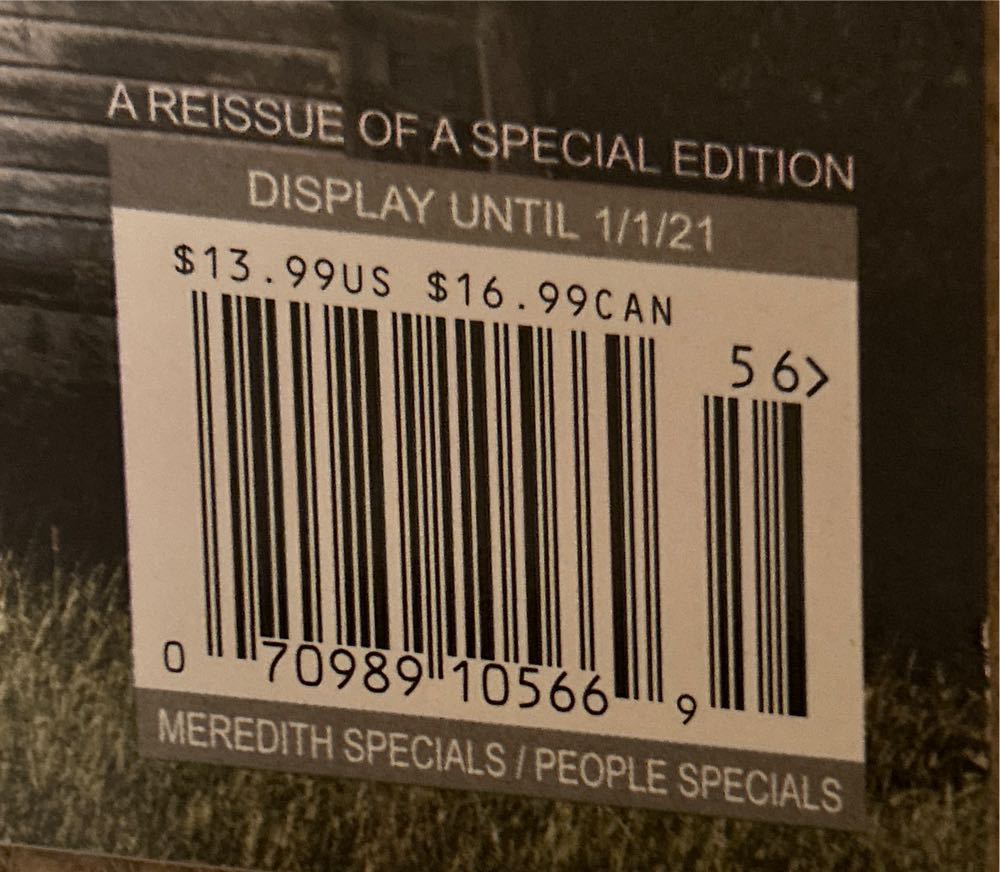 A REISSUE OF A SPECIAL EDITION
DISPLAY UNTIL 1/1/21
$13.99US $16.99CAN
56>
0 70989 10566 9
MEREDITH SPECIALS / PEOPLE SPECIALS